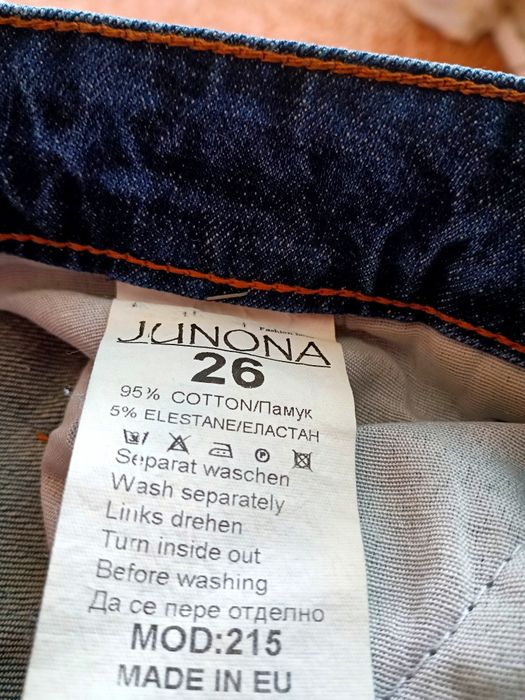 Fashion
JUNONA
26
95% COTTON/Памук
5% ELESTANE/ЕЛАСТАН
P
Separat waschen
Wash separately
Links drehen
Turn inside out
Before washing
Да се пере отделно
MOD:215
MADE IN EU